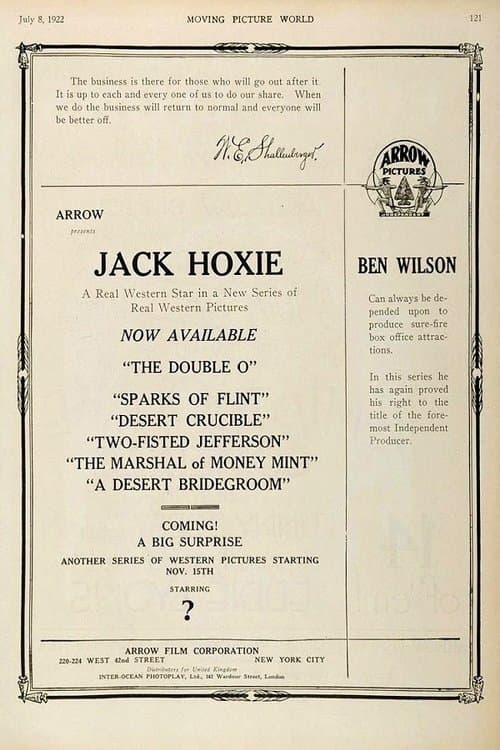 July 8, 1922 MOVING PICTURE WORLD 121
The business is there for those who will go out after it.
It is up to each and every one of us to do our share. When
we do the business will return to normal and everyone will
be better off.
W. E. Shallenberger.
ARROW
presents
JACK HOXIE
A Real Western Star in a New Series of
Real Western Pictures
NOW AVAILABLE
"THE DOUBLE O"
"SPARKS OF FLINT"
"DESERT CRUCIBLE"
"TWO-FISTED JEFFERSON"
"THE MARSHAL of MONEY MINT"
"A DESERT BRIDEGROOM"
COMING!
A BIG SURPRISE
ANOTHER SERIES OF WESTERN PICTURES STARTING
NOV. 15TH
STARRING
?
ARROW
PICTURES
INDEPENDENT
BEN WILSON
Can always be de-
pended upon to
produce sure-fire
box office attrac-
tions.
In this series he
has again proved
his right to the
title of the fore-
most Independent
Producer.
ARROW FILM CORPORATION
220-224 WEST 42nd STREET NEW YORK CITY
Distributors for United Kingdom
INTER-OCEAN PHOTOPLAY, Ltd., 162 Wardour Street, London